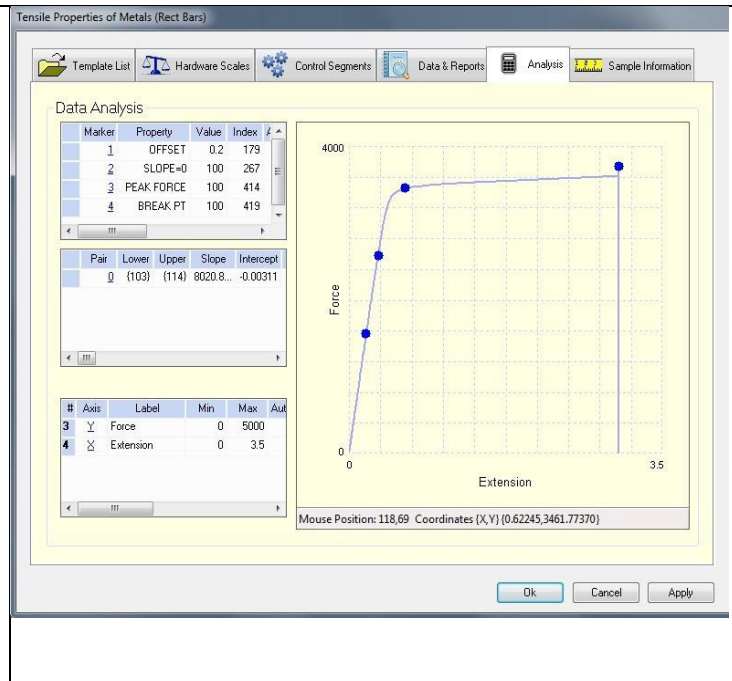 Tensile Properties of Metals (Rect Bars)
Template List Hardware Scales Control Segments Data & Reports Analysis Sample Information
Data Analysis
Marker Property Value Index
1 OFFSET 0.2 179
2 SLOPE=0 100 267
3 PEAK FORCE 100 414
4 BREAK PT 100 419
Pair Lower Upper Slope Intercept
0 {103} {114} 8020.8... -0.00311
# Axis Label Min Max Aut
3 Y Force 0 5000
4 X Extension 0 3.5
4000
Force
0
0 3.5
Extension
Mouse Position: 118,69 Coordinates {X,Y} {0.62245,3461.77370}
Ok Cancel Apply